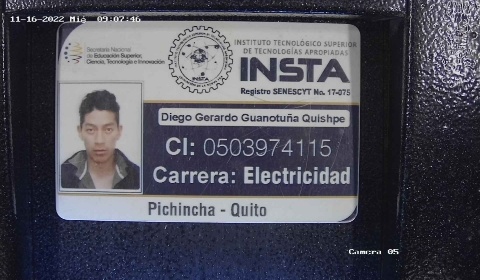 11-16-2022 Mié 09:07:46
Secretaría Nacional
de Educación Superior,
Ciencia, Tecnología e Innovación
INSTITUTO TECNOLÓGICO SUPERIOR
DE TECNOLOGÍAS APROPIADAS
INSTA
Registro SENESCYT No. 17-075
Diego Gerardo Guanotuña Quishpe
CI: 0503974115
Carrera: Electricidad
Pichincha - Quito
Camera 05